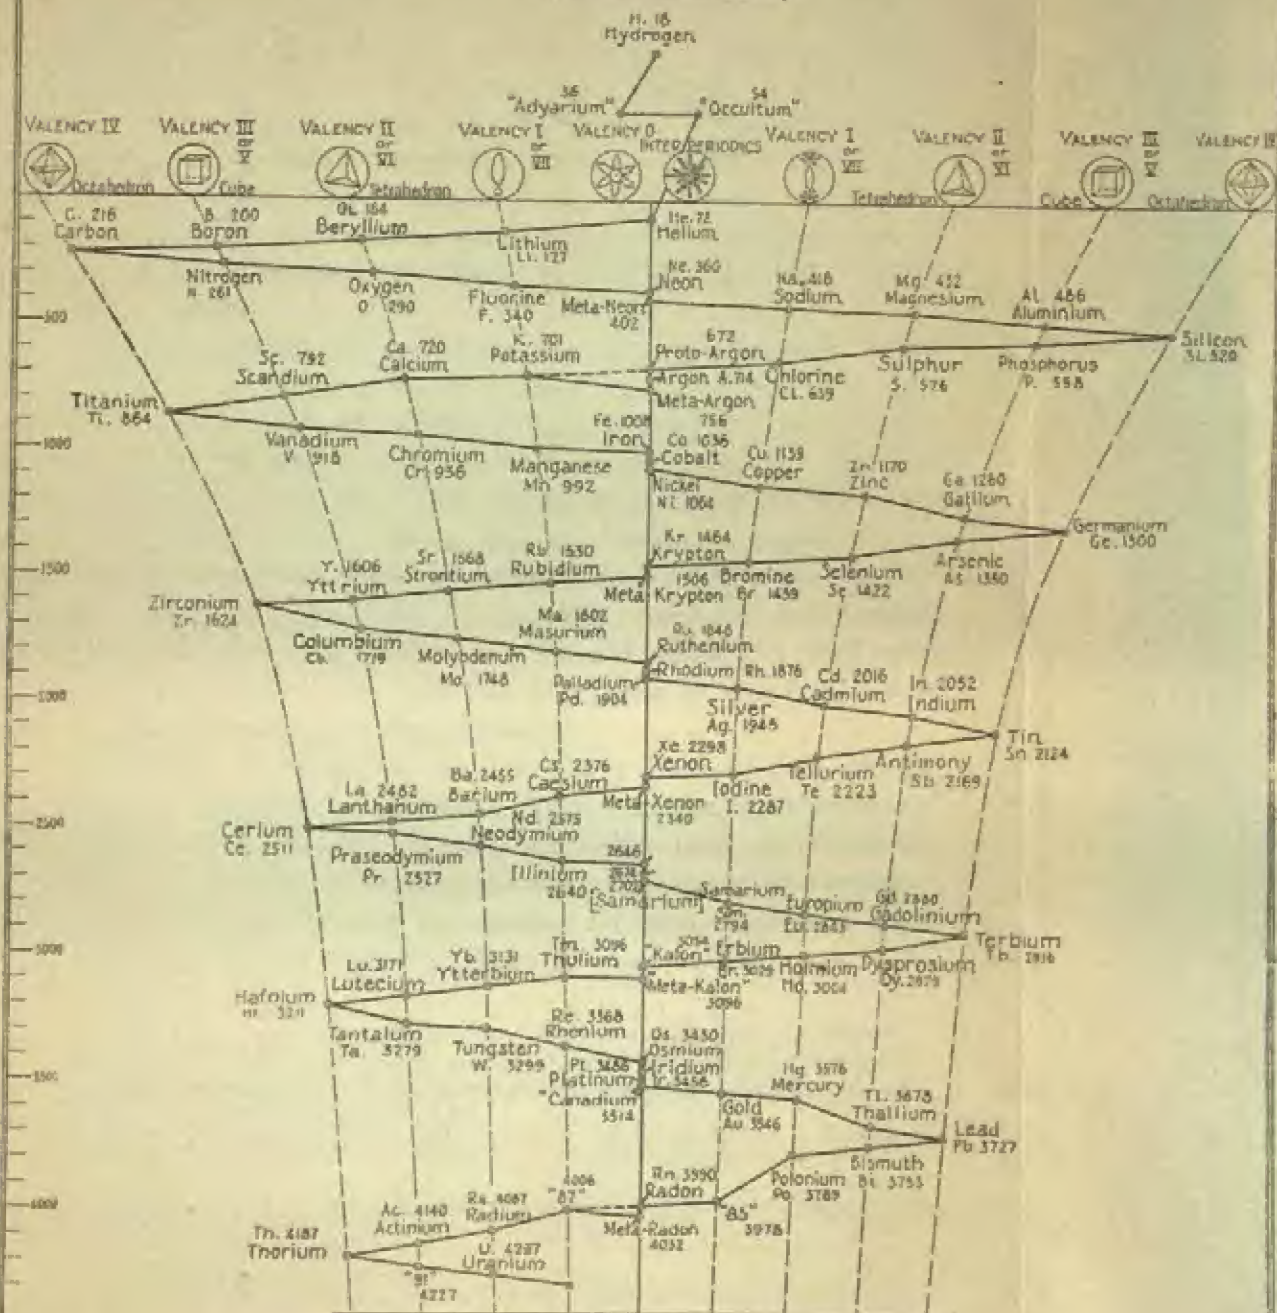 H. 18
Hydrogen
36
"Adyarium"
54
"Occultum"
VALENCY IV
VALENCY III
or
V
VALENCY II
or
VI
VALENCY I
or
VII
VALENCY 0
INTERPERIODICS
VALENCY I
or
VII
VALENCY II
or
VI
VALENCY III
or
V
VALENCY IV
Octahedron
Cube
Tetrahedron
Tetrahedron
Cube
Octahedron
C. 216
Carbon
B. 200
Boron
GL. 164
Beryllium
Lithium
Li. 127
He. 72
Helium
Nitrogen
N. 261
Oxygen
O. 290
Fluorine
F. 340
Meta-Neon
402
Ne. 360
Neon
Na. 418
Sodium
Mg. 432
Magnesium
Al. 486
Aluminium
Silicon
Si. 520
500
Sc. 792
Scandium
Ca. 720
Calcium
K. 701
Potassium
672
Proto-Argon
Argon A. 714
Meta-Argon
756
Chlorine
CL. 639
Sulphur
S. 576
Phosphorus
P. 558
Titanium
Ti. 864
Vanadium
V. 918
Chromium
Cr. 936
Manganese
Mn. 992
Fe. 1008
Iron
Co. 1036
Cobalt
Nickel
Ni. 1064
Cu. 1139
Copper
Zn. 1170
Zinc
Ga. 1260
Gallium
Germanium
Ge. 1300
1000
1500
Zirconium
Zr. 1624
Y. 1606
Yttrium
Sr. 1568
Strontium
Rb. 1530
Rubidium
Kr. 1464
Krypton
Meta
1506
Krypton
Bromine
Br. 1439
Selenium
Se. 1422
Arsenic
As. 1350
Columbium
Cb. 1719
Molybdenum
Mo. 1746
Ma. 1802
Masurium
Ru. 1848
Ruthenium
Rhodium Rh. 1876
Palladium
Pd. 1904
Silver
Ag. 1945
Cd. 2016
Cadmium
In. 2052
Indium
Tin
Sn. 2124
2000
La. 2482
Lanthanum
Ba. 2455
Barium
Cs. 2376
Caesium
Xe. 2298
Xenon
Meta-Xenon
2340
Iodine
I. 2287
Tellurium
Te. 2223
Antimony
Sb. 2169
2500
Cerium
Ce. 2511
Praseodymium
Pr. 2527
Nd. 2575
Neodymium
Illinium
2640
2646
2674
2702
[Samarium]
Samarium
Sm.
2794
Europium
Eu. 2843
Gd. 2880
Gadolinium
Terbium
Tb. 2916
3000
Hafnium
Lu. 3171
Lutecium
Yb. 3131
Ytterbium
Tm. 3096
Thulium
3054
"Kalon"
"Meta-Kalon"
3096
Erbium
Er. 3029
Holmium
Ho. 3004
Dysprosium
Dy. 2979
Tantalum
Ta. 3279
Tungsten
W. 3299
Re. 3368
Rhenium
Os. 3430
Osmium
Iridium
Ir. 3458
Pt. 3486
Platinum
"Canadium"
3514
Gold
Au. 3546
Hg. 3576
Mercury
TL. 3678
Thallium
Lead
Pb. 3727
3500
Th. 4187
Thorium
Ac. 4140
Actinium
Ra. 4087
Radium
4006
"87"
Rn. 3990
Radon
Meta-Radon
4032
"85"
3978
Polonium
Po. 3789
Bismuth
Bi. 3753
4000
"91"
4227
U. 4287
Uranium